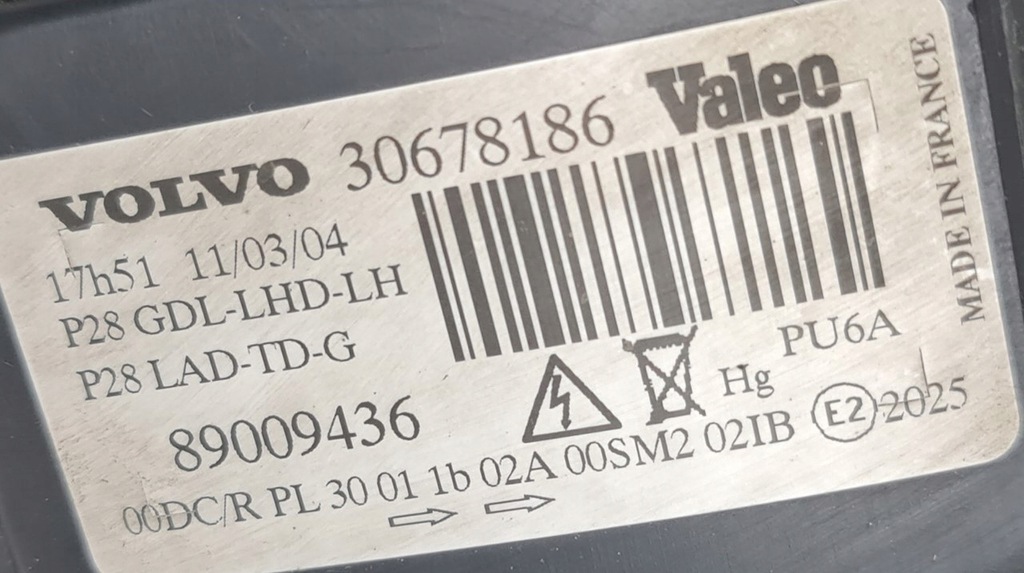 VOLVO 30678186 Valeo
17h51 11/03/04
P28 GDL-LHD-LH
P28 LAD-TD-G
PU6A
89009436
Hg
00DC/R PL 30 01 1b 02A 00SM2 02IB E2 2025
MADE IN FRANCE